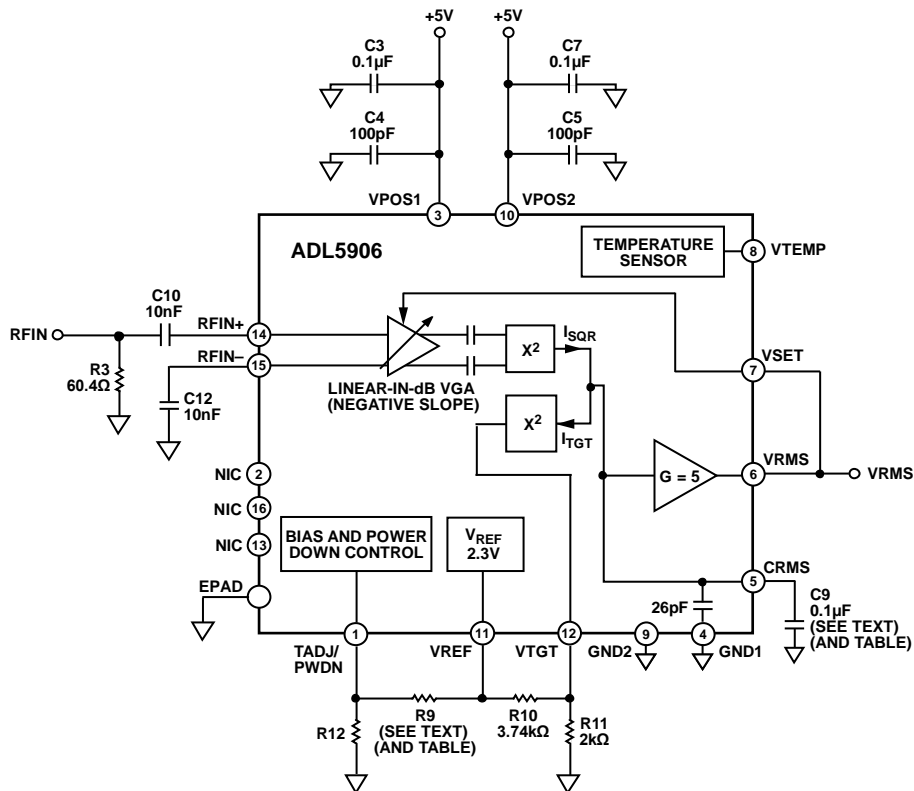 +5V
+5V
C3
0.1µF
C7
0.1µF
C4
100pF
C5
100pF
VPOS1
VPOS2
3
10
ADL5906
TEMPERATURE
SENSOR
8
VTEMP
C10
10nF
RFIN
RFIN+
14
RFIN–
15
R3
60.4Ω
C12
10nF
LINEAR-IN-dB VGA
(NEGATIVE SLOPE)
X²
I_SQR
X²
I_TGT
VSET
7
G = 5
VRMS
6
VRMS
NIC
2
NIC
16
NIC
13
EPAD
BIAS AND POWER
DOWN CONTROL
V_REF
2.3V
CRMS
5
26pF
C9
0.1µF
(SEE TEXT)
(AND TABLE)
1
11
12
9
4
TADJ/
PWDN
VREF
VTGT
GND2
GND1
R12
R9
(SEE TEXT)
(AND TABLE)
R10
3.74kΩ
R11
2kΩ